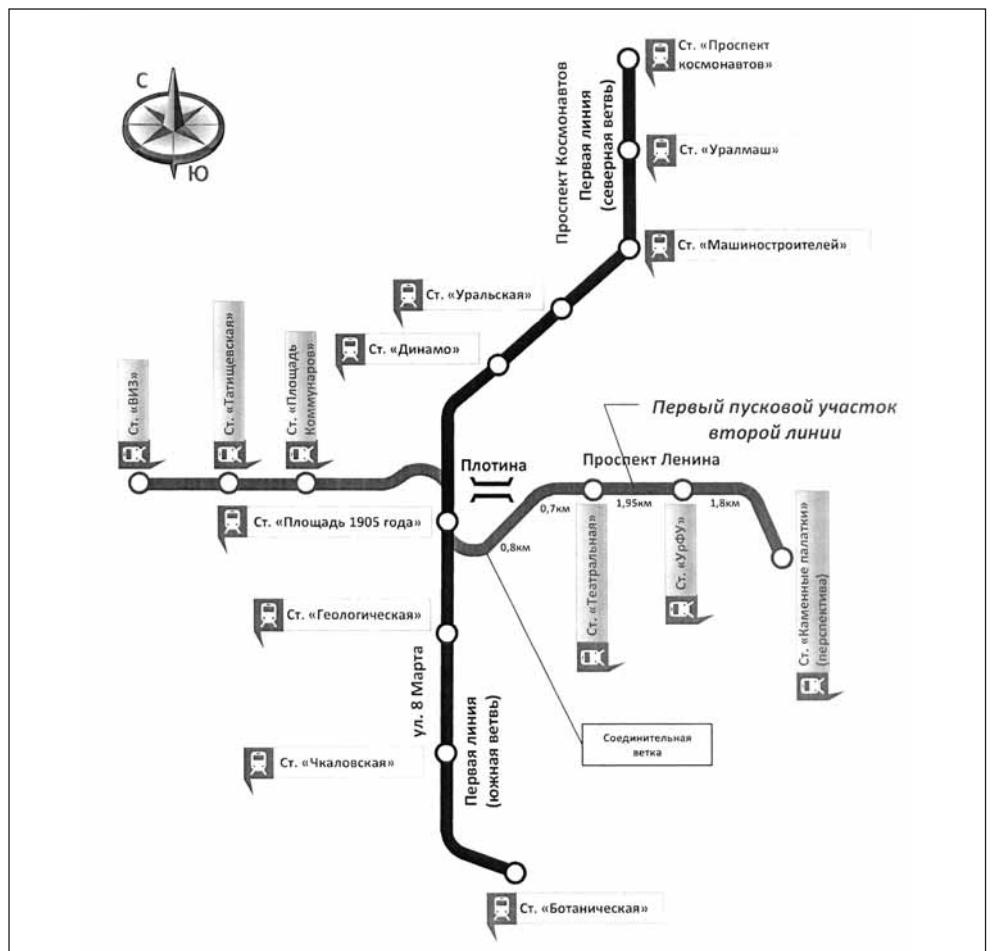 С
Ю
Ст. «Проспект
космонавтов»
Проспект Космонавтов
Первая линия
(северная ветвь)
Ст. «Уралмаш»
Ст. «Машиностроителей»
Ст. «Уральская»
Ст. «Динамо»
Ст. «ВИЗ»
Ст. «Татищевская»
Ст. «Площадь
Коммунаров»
Первый пусковой участок
второй линии
Плотина
Проспект Ленина
0,7км
1,95км
1,8км
Ст. «Площадь 1905 года»
0,8км
Ст. «Театральная»
Ст. «УрФУ»
Ст. «Каменные палатки»
(перспектива)
Ст. «Геологическая»
ул. 8 Марта
Первая линия
(южная ветвь)
Соединительная
ветка
Ст. «Чкаловская»
Ст. «Ботаническая»